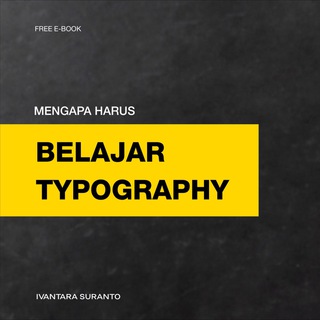 FREE E-BOOK
MENGAPA HARUS
BELAJAR
TYPOGRAPHY
IVANTARA SURANTO